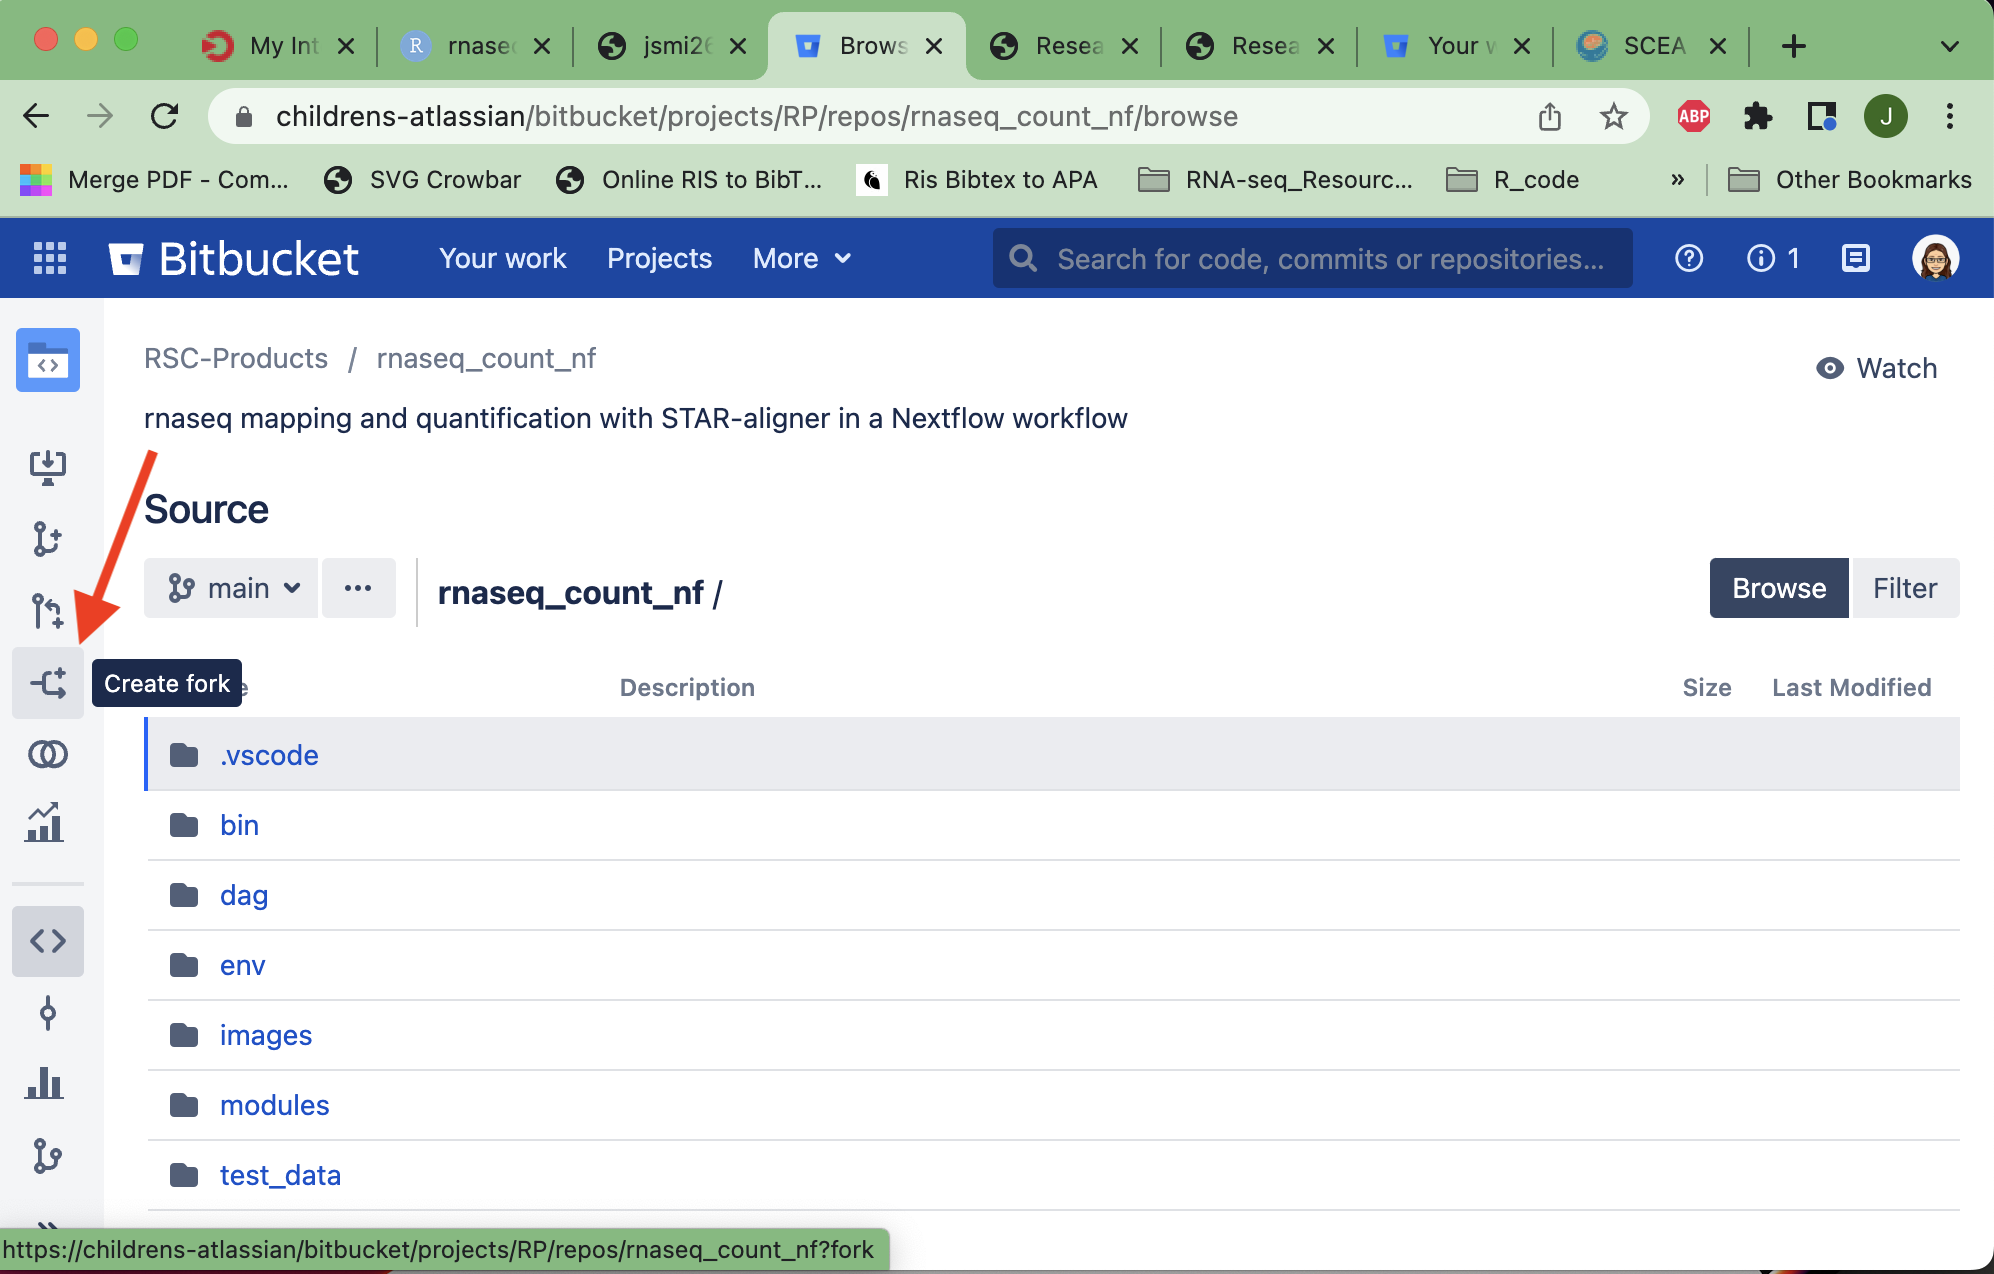 My Int
rnase
jsmi26
Brows
Resea
Resea
Your w
SCEA
childrens-atlassian/bitbucket/projects/RP/repos/rnaseq_count_nf/browse
ABP
J
Merge PDF - Com...
SVG Crowbar
Online RIS to BibT...
Ris Bibtex to APA
RNA-seq_Resourc...
R_code
»
Other Bookmarks
Bitbucket
Your work
Projects
More
Search for code, commits or repositories...
1
RSC-Products / rnaseq_count_nf
Watch
rnaseq mapping and quantification with STAR-aligner in a Nextflow workflow
Source
main
rnaseq_count_nf /
Browse
Filter
Create fork
Description
Size
Last Modified
.vscode
bin
dag
env
images
modules
test_data
https://childrens-atlassian/bitbucket/projects/RP/repos/rnaseq_count_nf?fork